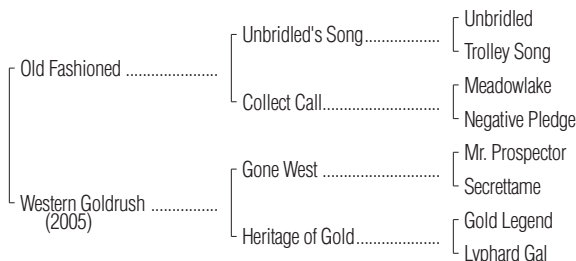 Unbridled
Unbridled's Song....................
Trolley Song
Old Fashioned ........................
Meadowlake
Collect Call..............................
Negative Pledge
Mr. Prospector
Gone West ..............................
Secrettame
Western Goldrush ..................
(2005)
Gold Legend
Heritage of Gold......................
Lyphard Gal